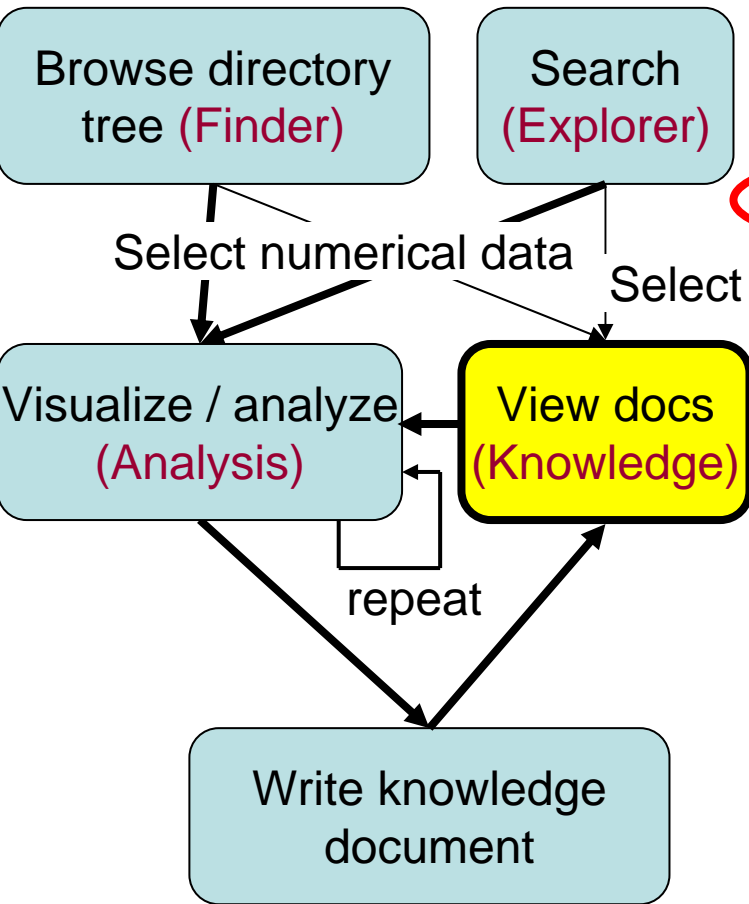 Browse directory
tree (Finder)
Search
(Explorer)
Select numerical data
Select
Visualize / analyze
(Analysis)
View docs
(Knowledge)
repeat
Write knowledge
document